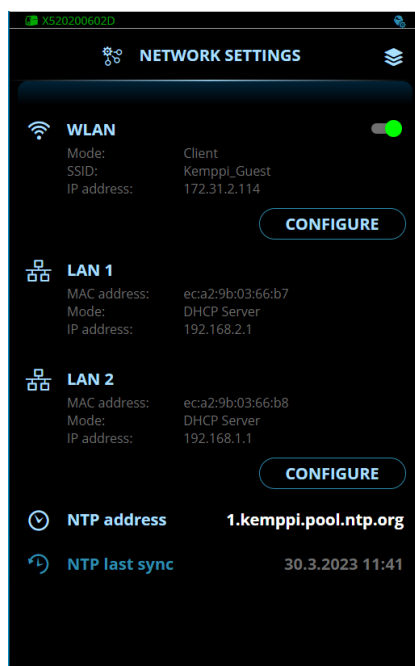 X520200602D
NETWORK SETTINGS
WLAN
Mode: Client
SSID: Kemppi_Guest
IP address: 172.31.2.114
CONFIGURE
LAN 1
MAC address: ec:a2:9b:03:66:b7
Mode: DHCP Server
IP address: 192.168.2.1
LAN 2
MAC address: ec:a2:9b:03:66:b8
Mode: DHCP Server
IP address: 192.168.1.1
CONFIGURE
NTP address 1.kemppi.pool.ntp.org
NTP last sync 30.3.2023 11:41